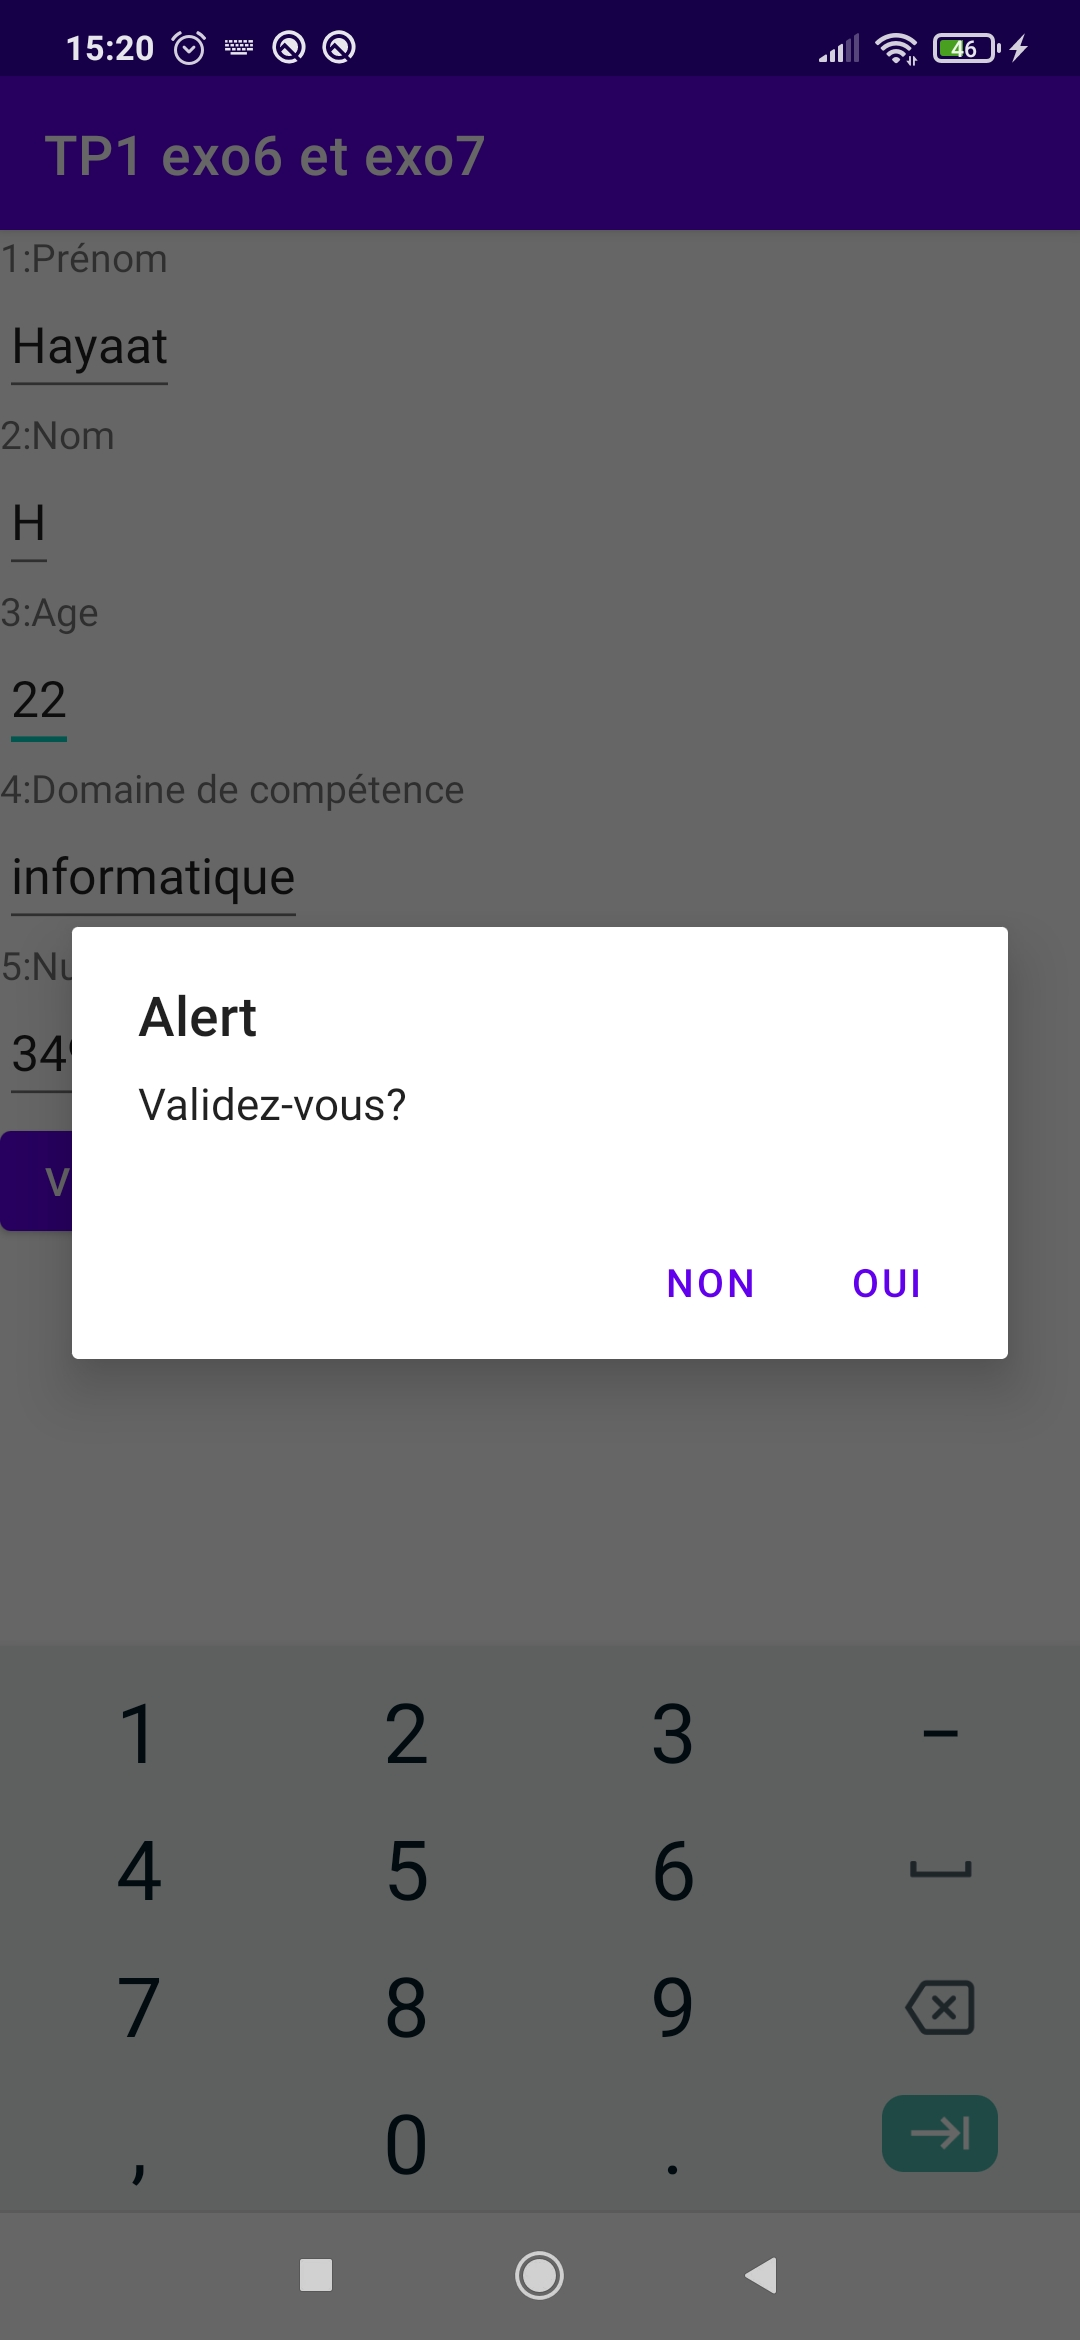 15:20 46
TP1 exo6 et exo7
1:Prénom
Hayaat
2:Nom
H
3:Age
22
4:Domaine de compétence
informatique
5:Nu
34
Alert
Validez-vous?
V
NON OUI
1 2 3 −
4 5 6
7 8 9
, 0 .